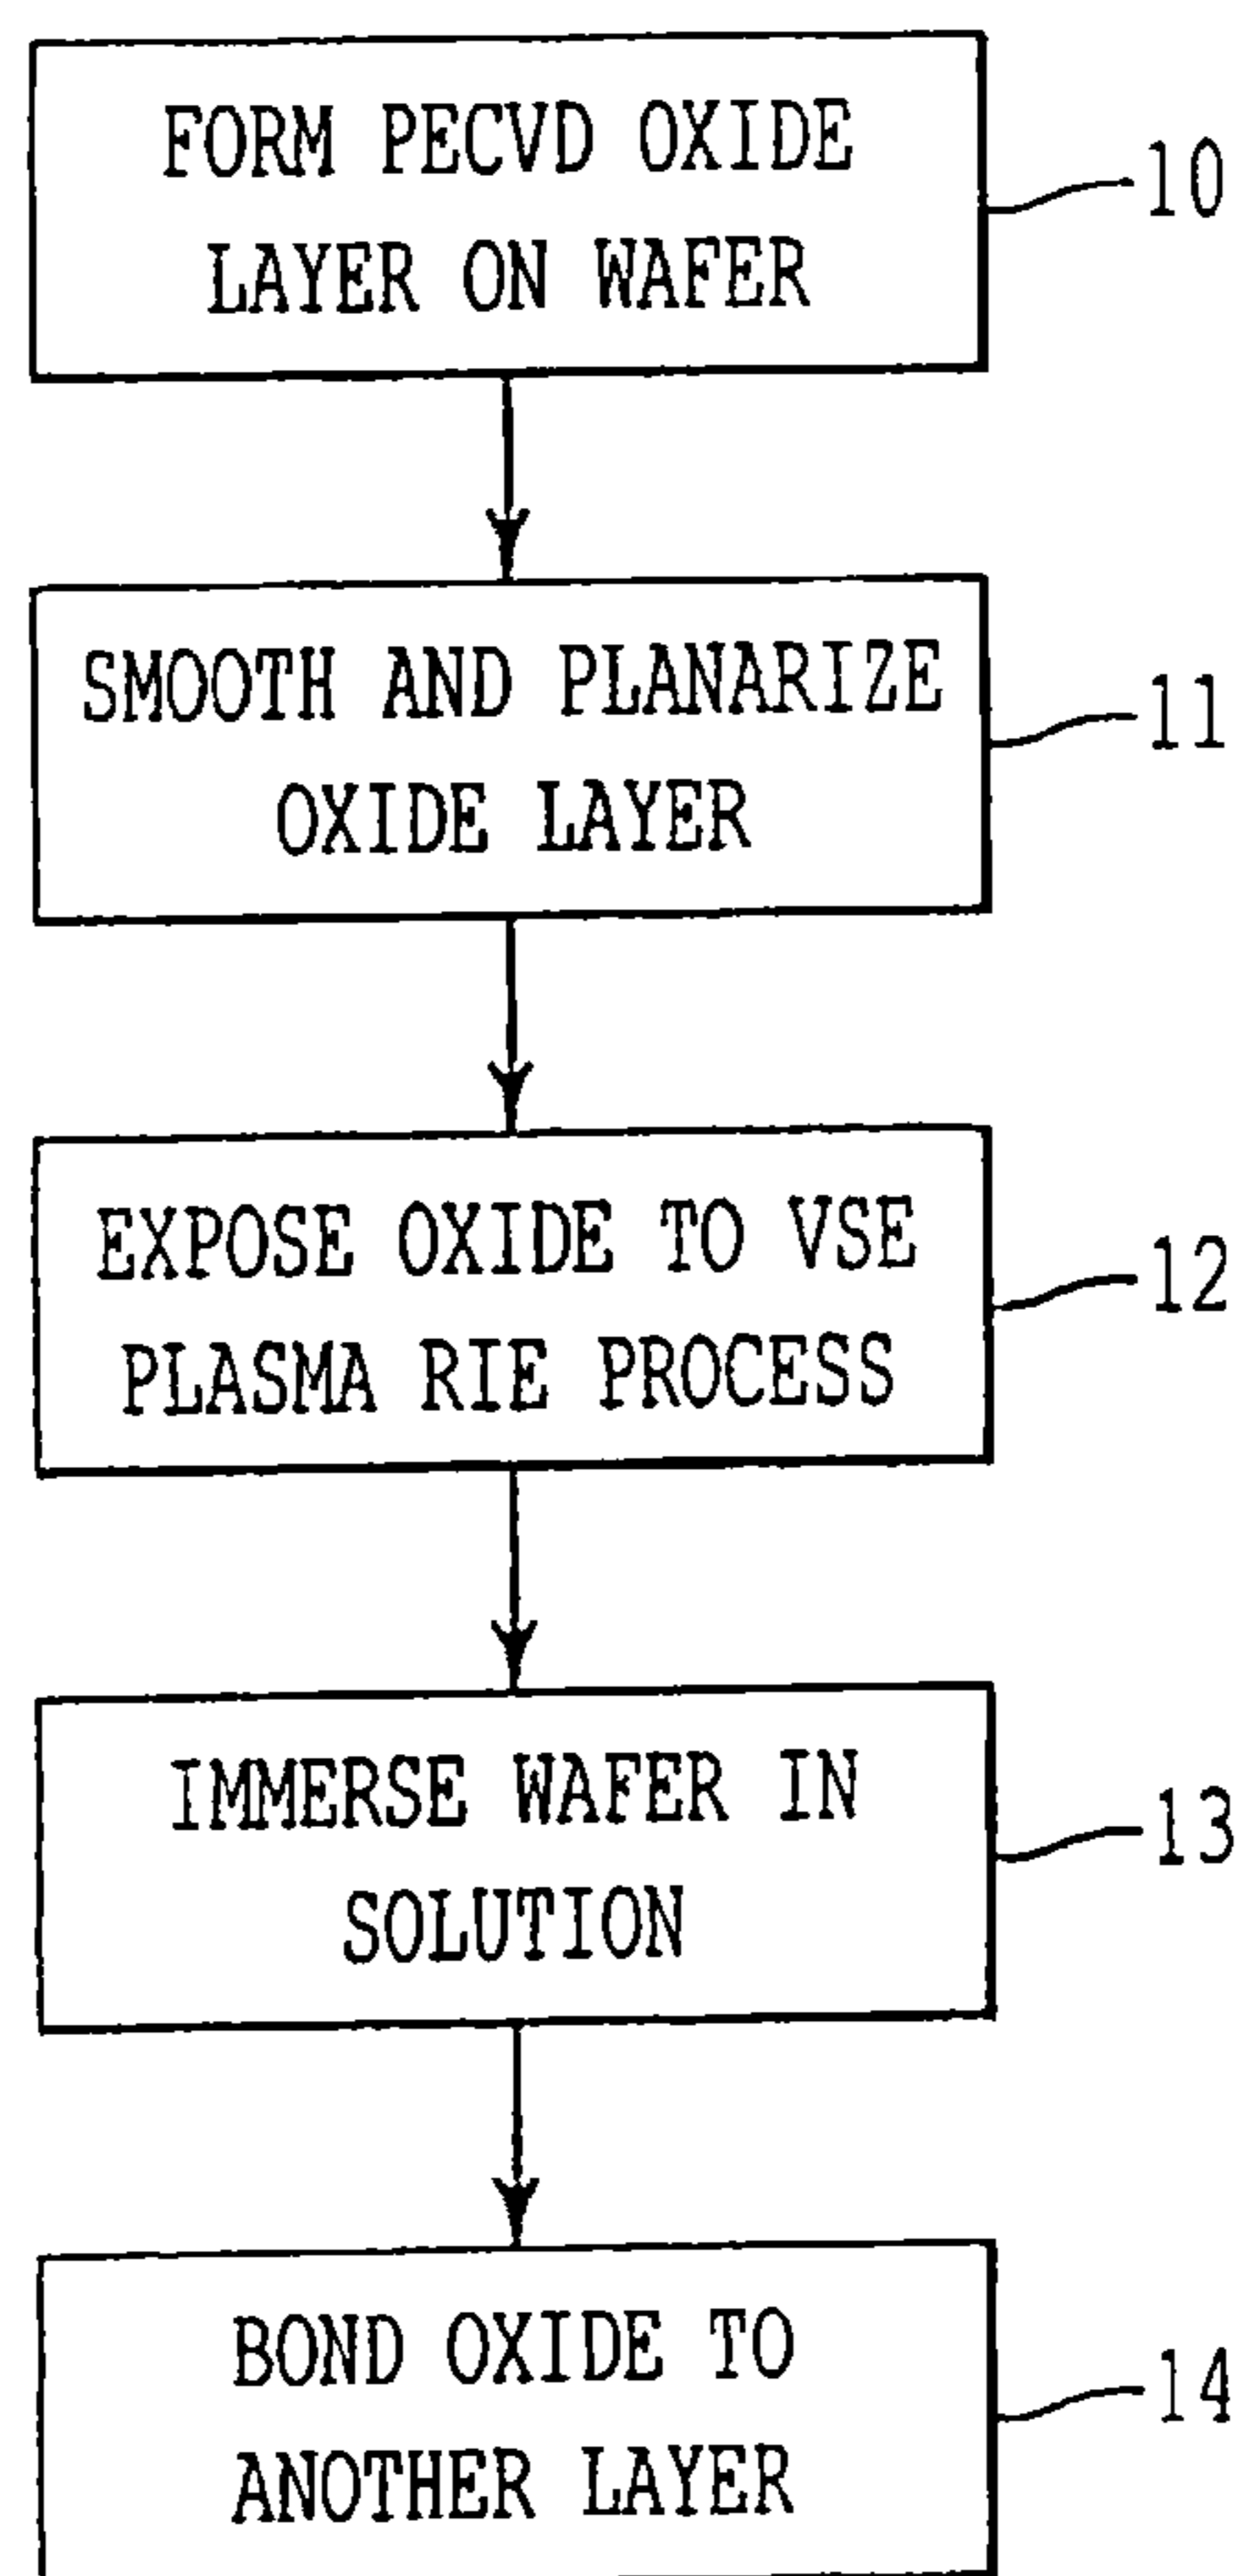 FORM PECVD OXIDE
LAYER ON WAFER
10
SMOOTH AND PLANARIZE
OXIDE LAYER
11
EXPOSE OXIDE TO VSE
PLASMA RIE PROCESS
12
IMMERSE WAFER IN
SOLUTION
13
BOND OXIDE TO
ANOTHER LAYER
14